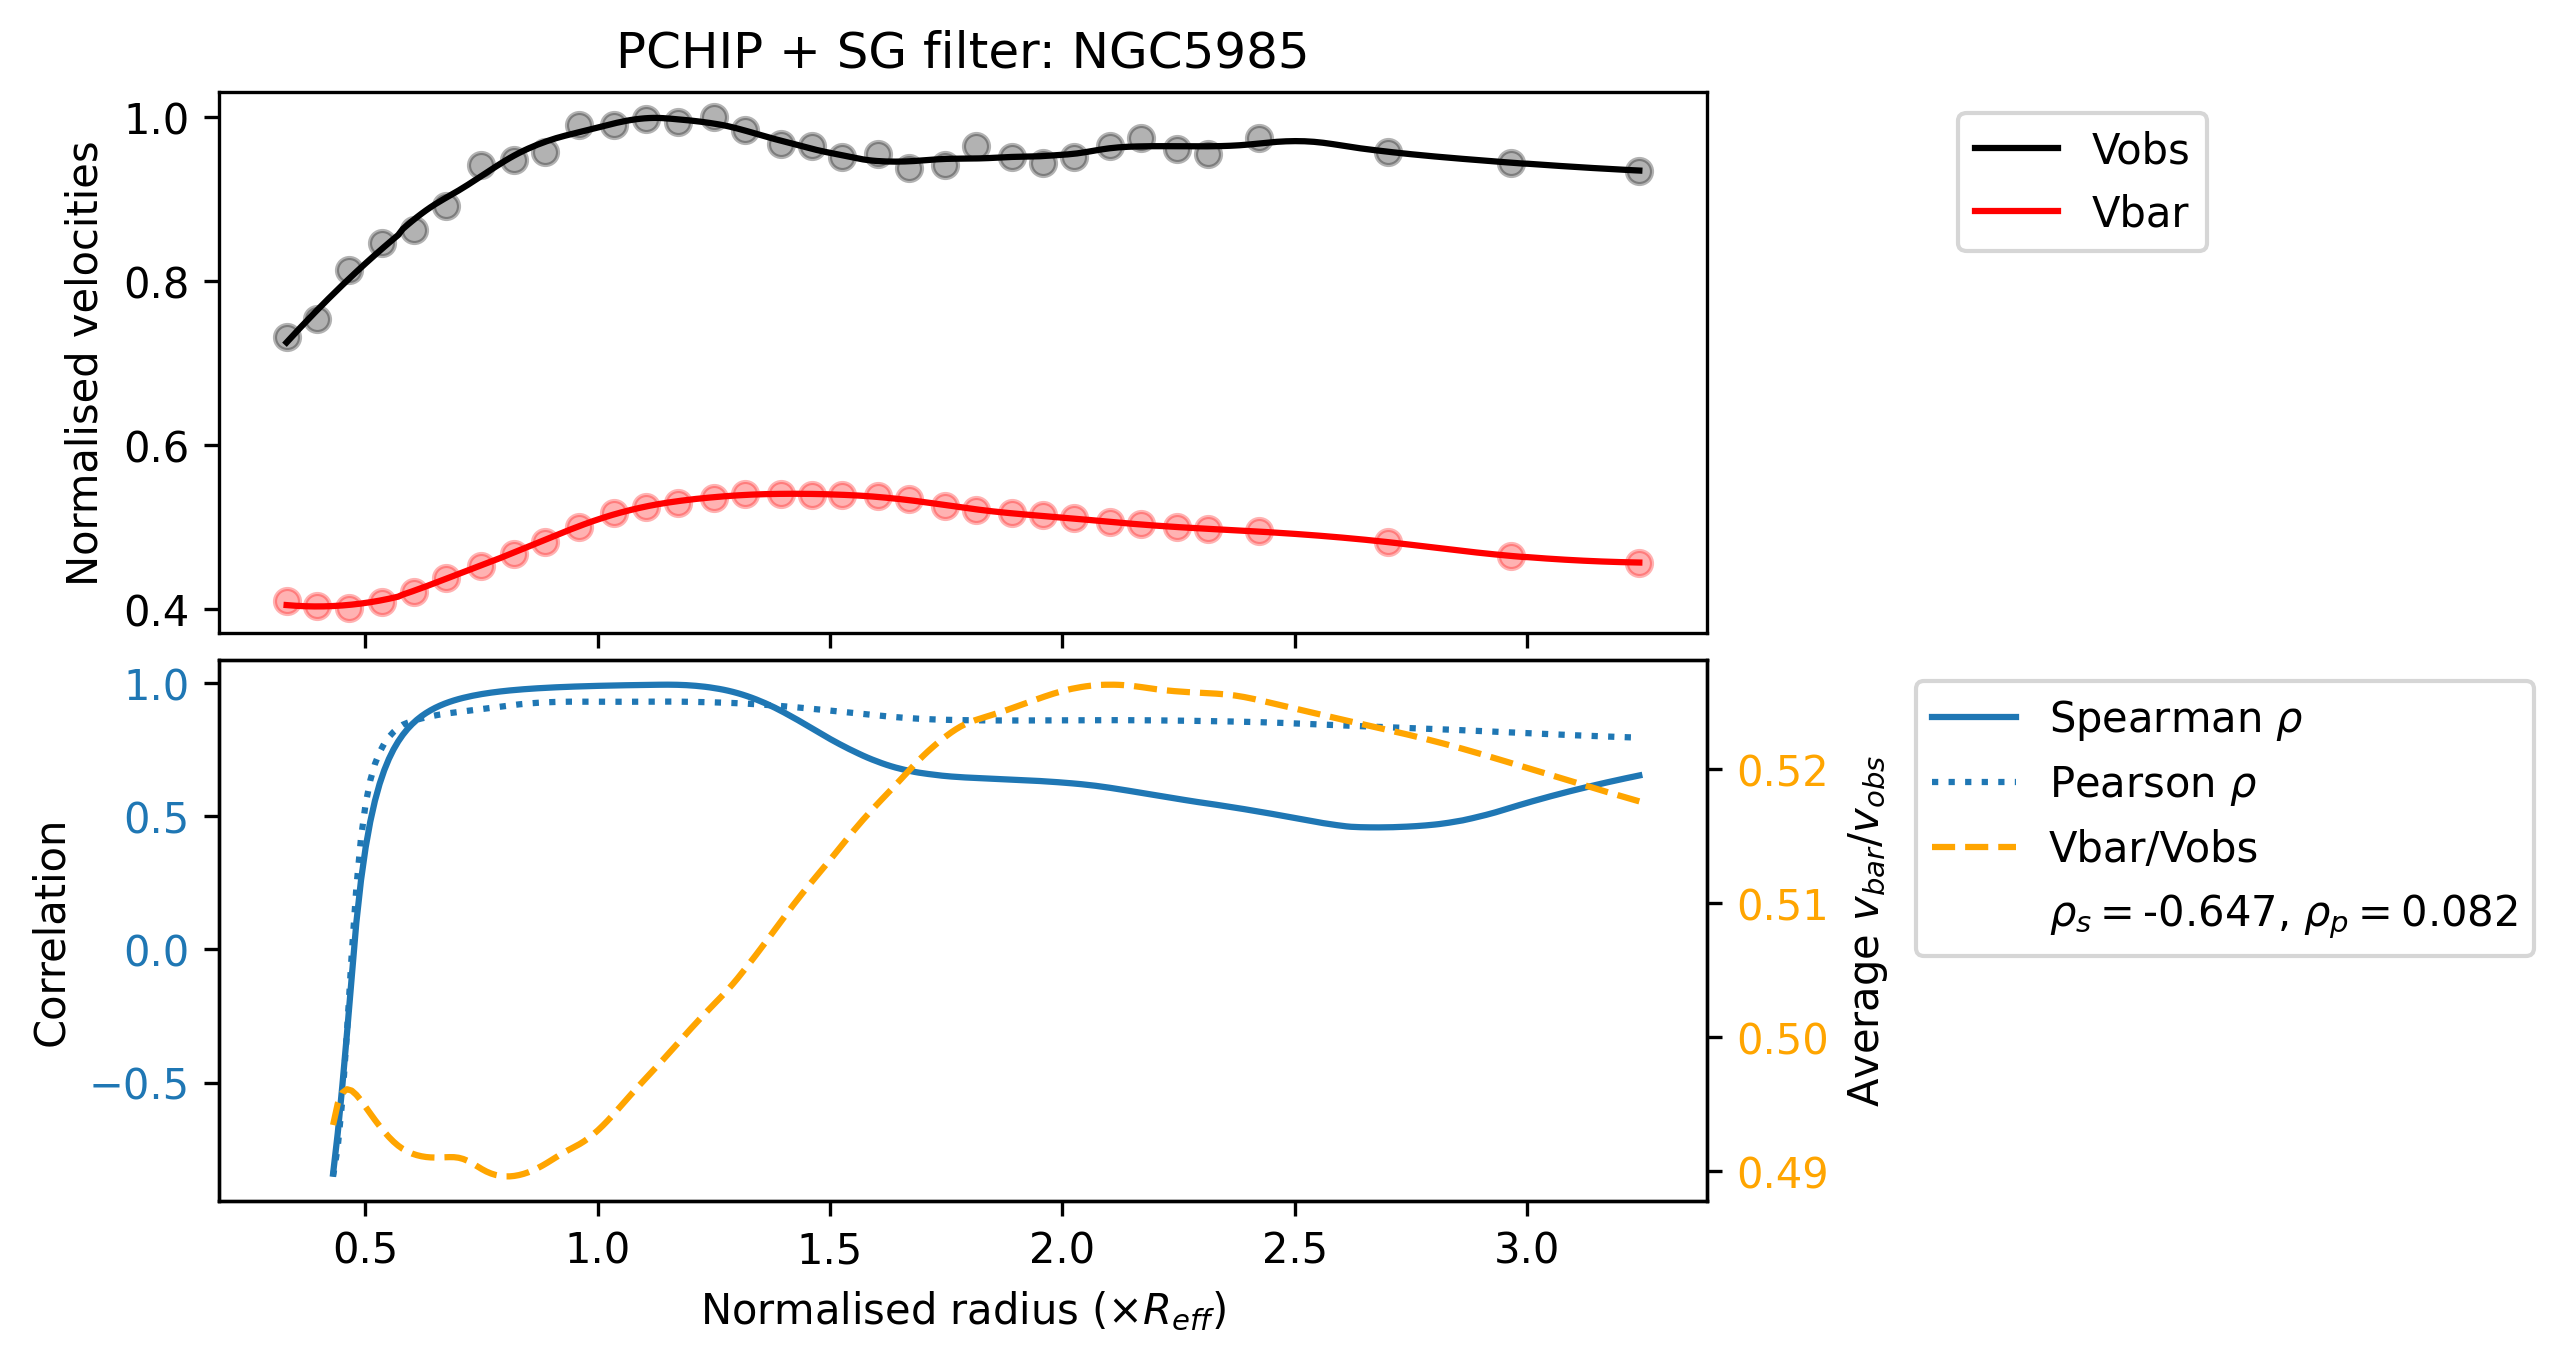 PCHIP + SG filter: NGC5985
Normalised velocities
1.0
0.8
0.6
0.4
Vobs
Vbar
Correlation
1.0
0.5
0.0
−0.5
0.52
0.51
0.50
0.49
Average v_bar/v_obs
Spearman ρ
Pearson ρ
Vbar/Vobs
ρ_s = -0.647, ρ_p = 0.082
0.5 1.0 1.5 2.0 2.5 3.0
Normalised radius (×R_eff)